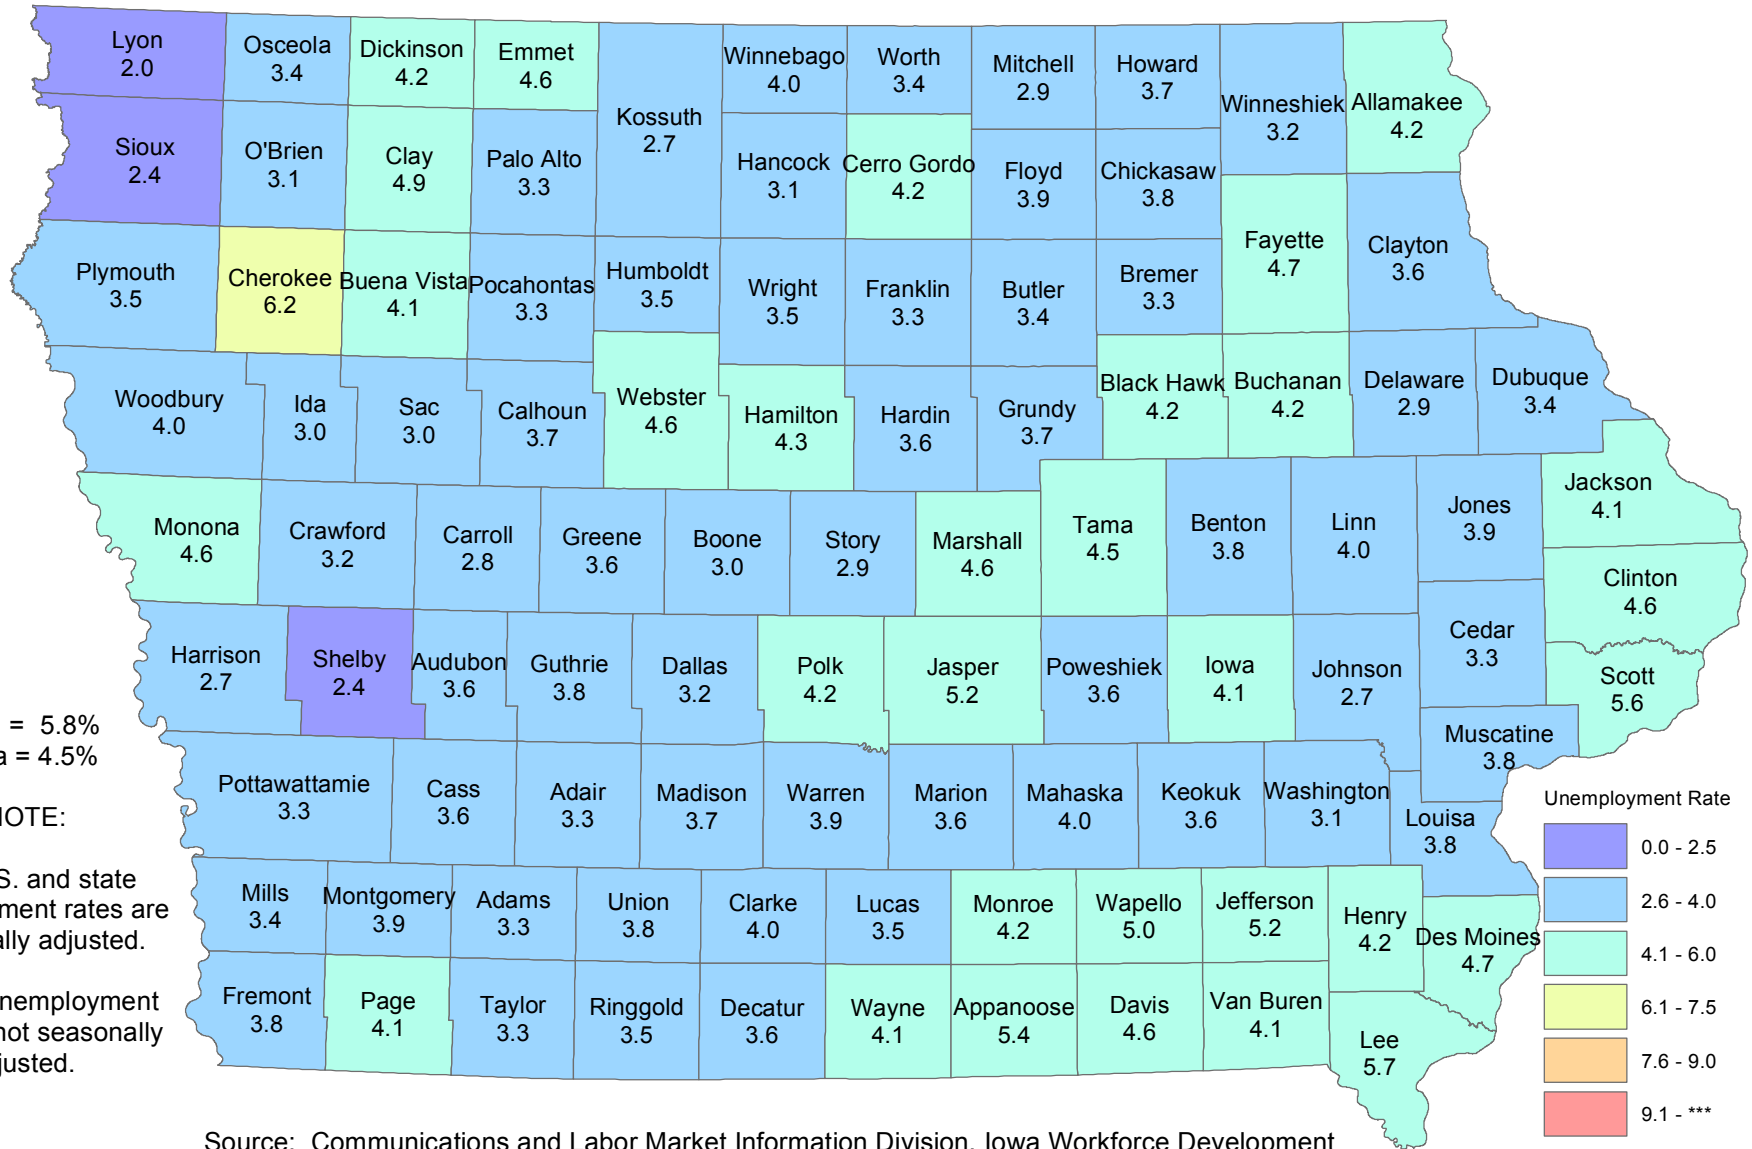 Lyon
2.0
Osceola
3.4
Dickinson
4.2
Emmet
4.6
Kossuth
2.7
Winnebago
4.0
Worth
3.4
Mitchell
2.9
Howard
3.7
Winneshiek
3.2
Allamakee
4.2
Sioux
2.4
O'Brien
3.1
Clay
4.9
Palo Alto
3.3
Hancock
3.1
Cerro Gordo
4.2
Floyd
3.9
Chickasaw
3.8
Plymouth
3.5
Cherokee
6.2
Buena Vista
4.1
Pocahontas
3.3
Humboldt
3.5
Wright
3.5
Franklin
3.3
Butler
3.4
Bremer
3.3
Fayette
4.7
Clayton
3.6
Woodbury
4.0
Ida
3.0
Sac
3.0
Calhoun
3.7
Webster
4.6
Hamilton
4.3
Hardin
3.6
Grundy
3.7
Black Hawk
4.2
Buchanan
4.2
Delaware
2.9
Dubuque
3.4
Monona
4.6
Crawford
3.2
Carroll
2.8
Greene
3.6
Boone
3.0
Story
2.9
Marshall
4.6
Tama
4.5
Benton
3.8
Linn
4.0
Jones
3.9
Jackson
4.1
Clinton
4.6
Harrison
2.7
Shelby
2.4
Audubon
3.6
Guthrie
3.8
Dallas
3.2
Polk
4.2
Jasper
5.2
Poweshiek
3.6
Iowa
4.1
Johnson
2.7
Cedar
3.3
Scott
5.6
Muscatine
3.8
Pottawattamie
3.3
Cass
3.6
Adair
3.3
Madison
3.7
Warren
3.9
Marion
3.6
Mahaska
4.0
Keokuk
3.6
Washington
3.1
Louisa
3.8
Mills
3.4
Montgomery
3.9
Adams
3.3
Union
3.8
Clarke
4.0
Lucas
3.5
Monroe
4.2
Wapello
5.0
Jefferson
5.2
Henry
4.2
Des Moines
4.7
Fremont
3.8
Page
4.1
Taylor
3.3
Ringgold
3.5
Decatur
3.6
Wayne
4.1
Appanoose
5.4
Davis
4.6
Van Buren
4.1
Lee
5.7
= 5.8%
a = 4.5%
NOTE:
S. and state
ment rates are
ally adjusted.
nemployment
not seasonally
justed.
Unemployment Rate
0.0 - 2.5
2.6 - 4.0
4.1 - 6.0
6.1 - 7.5
7.6 - 9.0
9.1 - ***
Source: Communications and Labor Market Information Division, Iowa Workforce Development